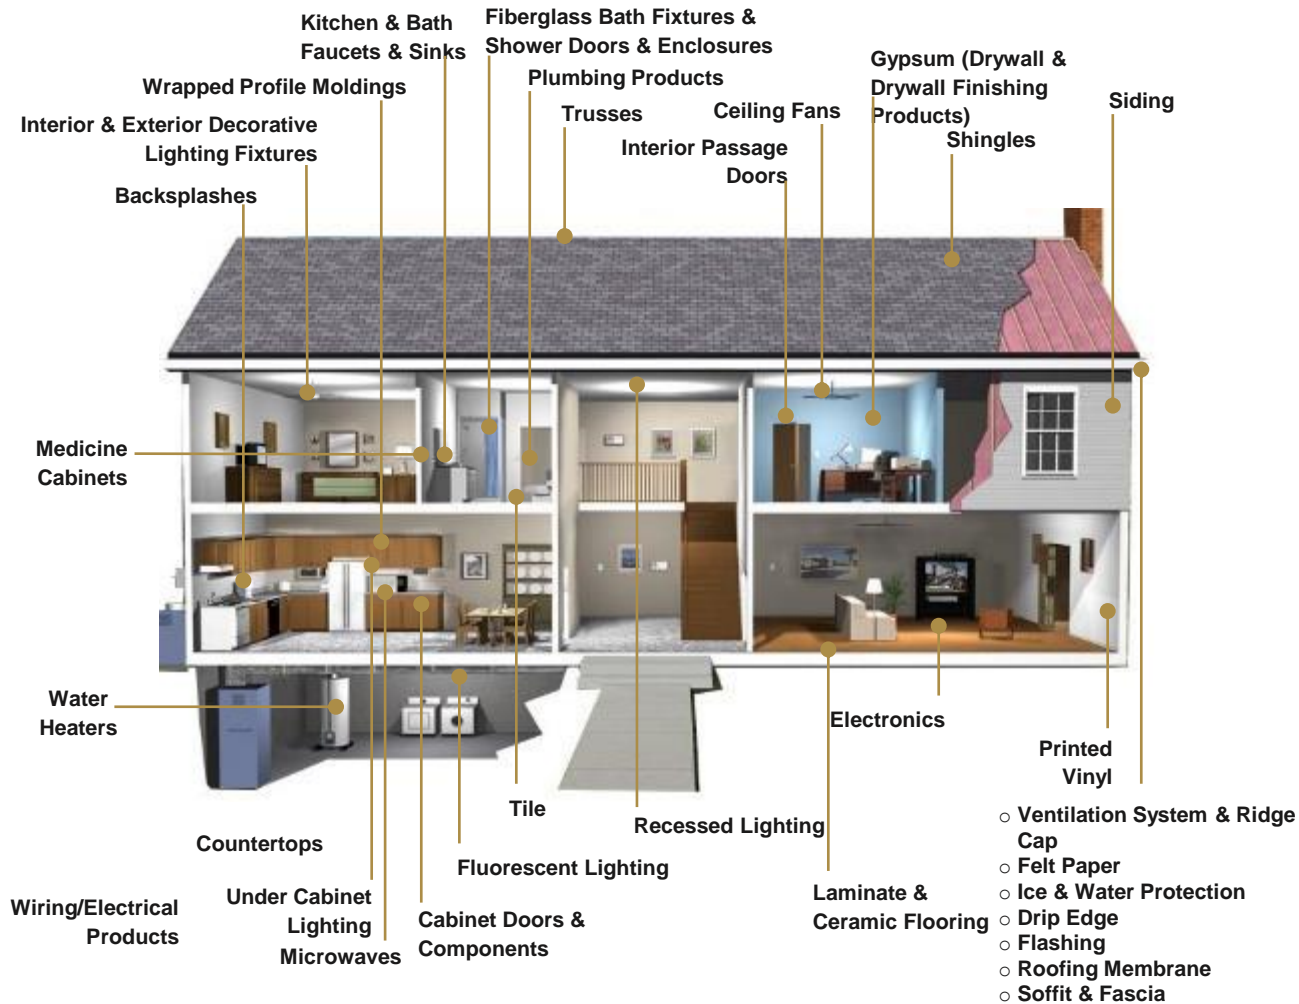 Kitchen & Bath
Faucets & Sinks
Fiberglass Bath Fixtures &
Shower Doors & Enclosures
Wrapped Profile Moldings
Plumbing Products
Gypsum (Drywall &
Drywall Finishing
Products)
Siding
Interior & Exterior Decorative
Lighting Fixtures
Trusses
Ceiling Fans
Interior Passage
Doors
Shingles
Backsplashes
Medicine
Cabinets
Water
Heaters
Electronics
Printed
Vinyl
Tile
Recessed Lighting
Countertops
Fluorescent Lighting
Wiring/Electrical
Products
Under Cabinet
Lighting
Microwaves
Cabinet Doors &
Components
Laminate &
Ceramic Flooring
○ Ventilation System & Ridge
Cap
○ Felt Paper
○ Ice & Water Protection
○ Drip Edge
○ Flashing
○ Roofing Membrane
○ Soffit & Fascia